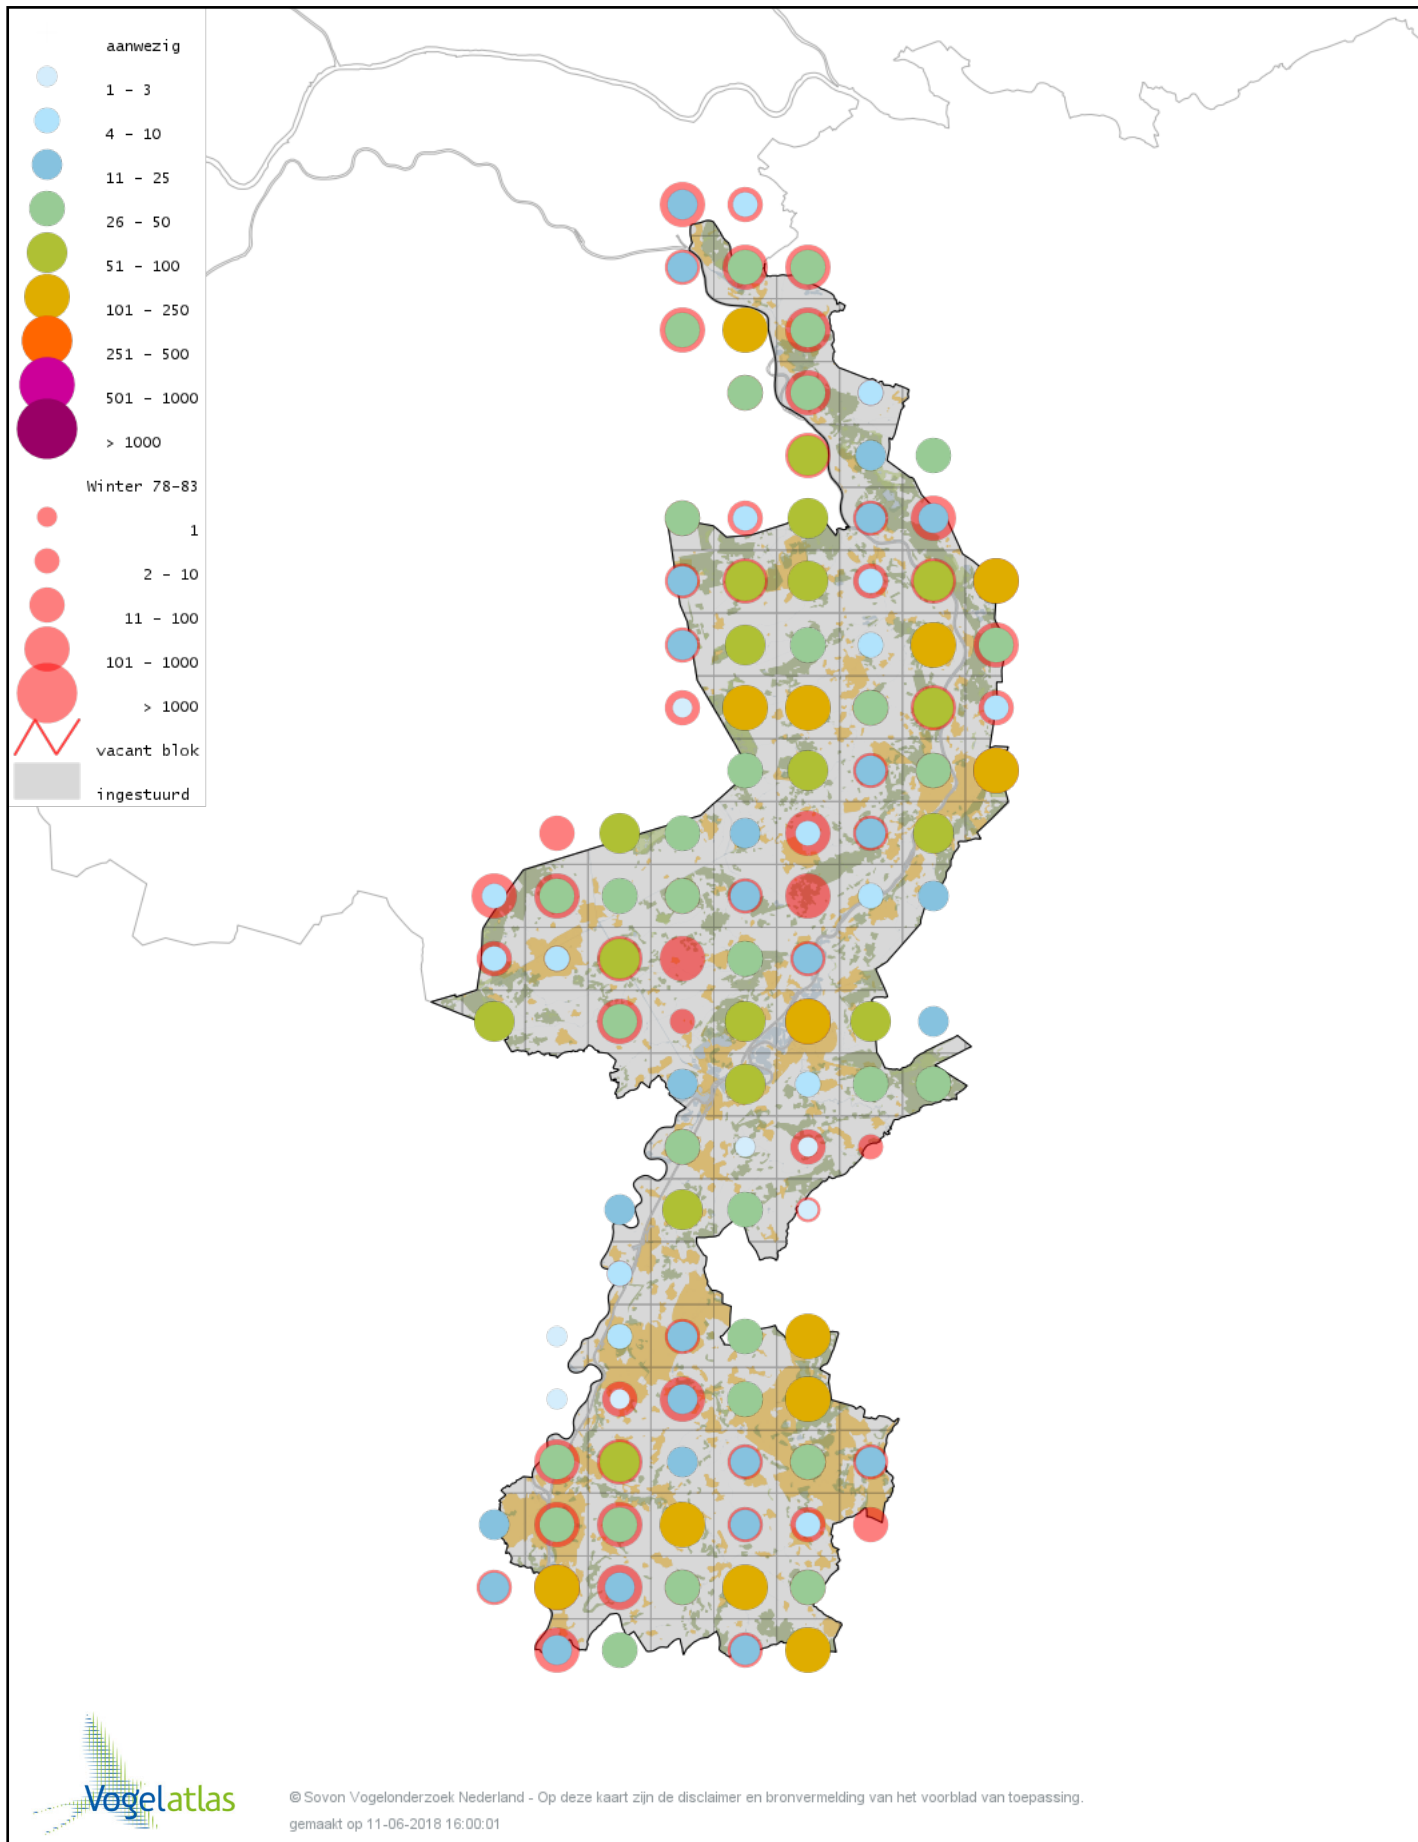 aanwezig
1 - 3
4 - 10
11 - 25
26 - 50
51 - 100
101 - 250
251 - 500
501 - 1000
> 1000
Winter 78-83
1
2 - 10
11 - 100
101 - 1000
> 1000
vacant blok
ingestuurd
Vogelatlas
© Sovon Vogelonderzoek Nederland - Op deze kaart zijn de disclaimer en bronvermelding van het voorblad van toepassing.
gemaakt op 11-06-2018 16:00:01